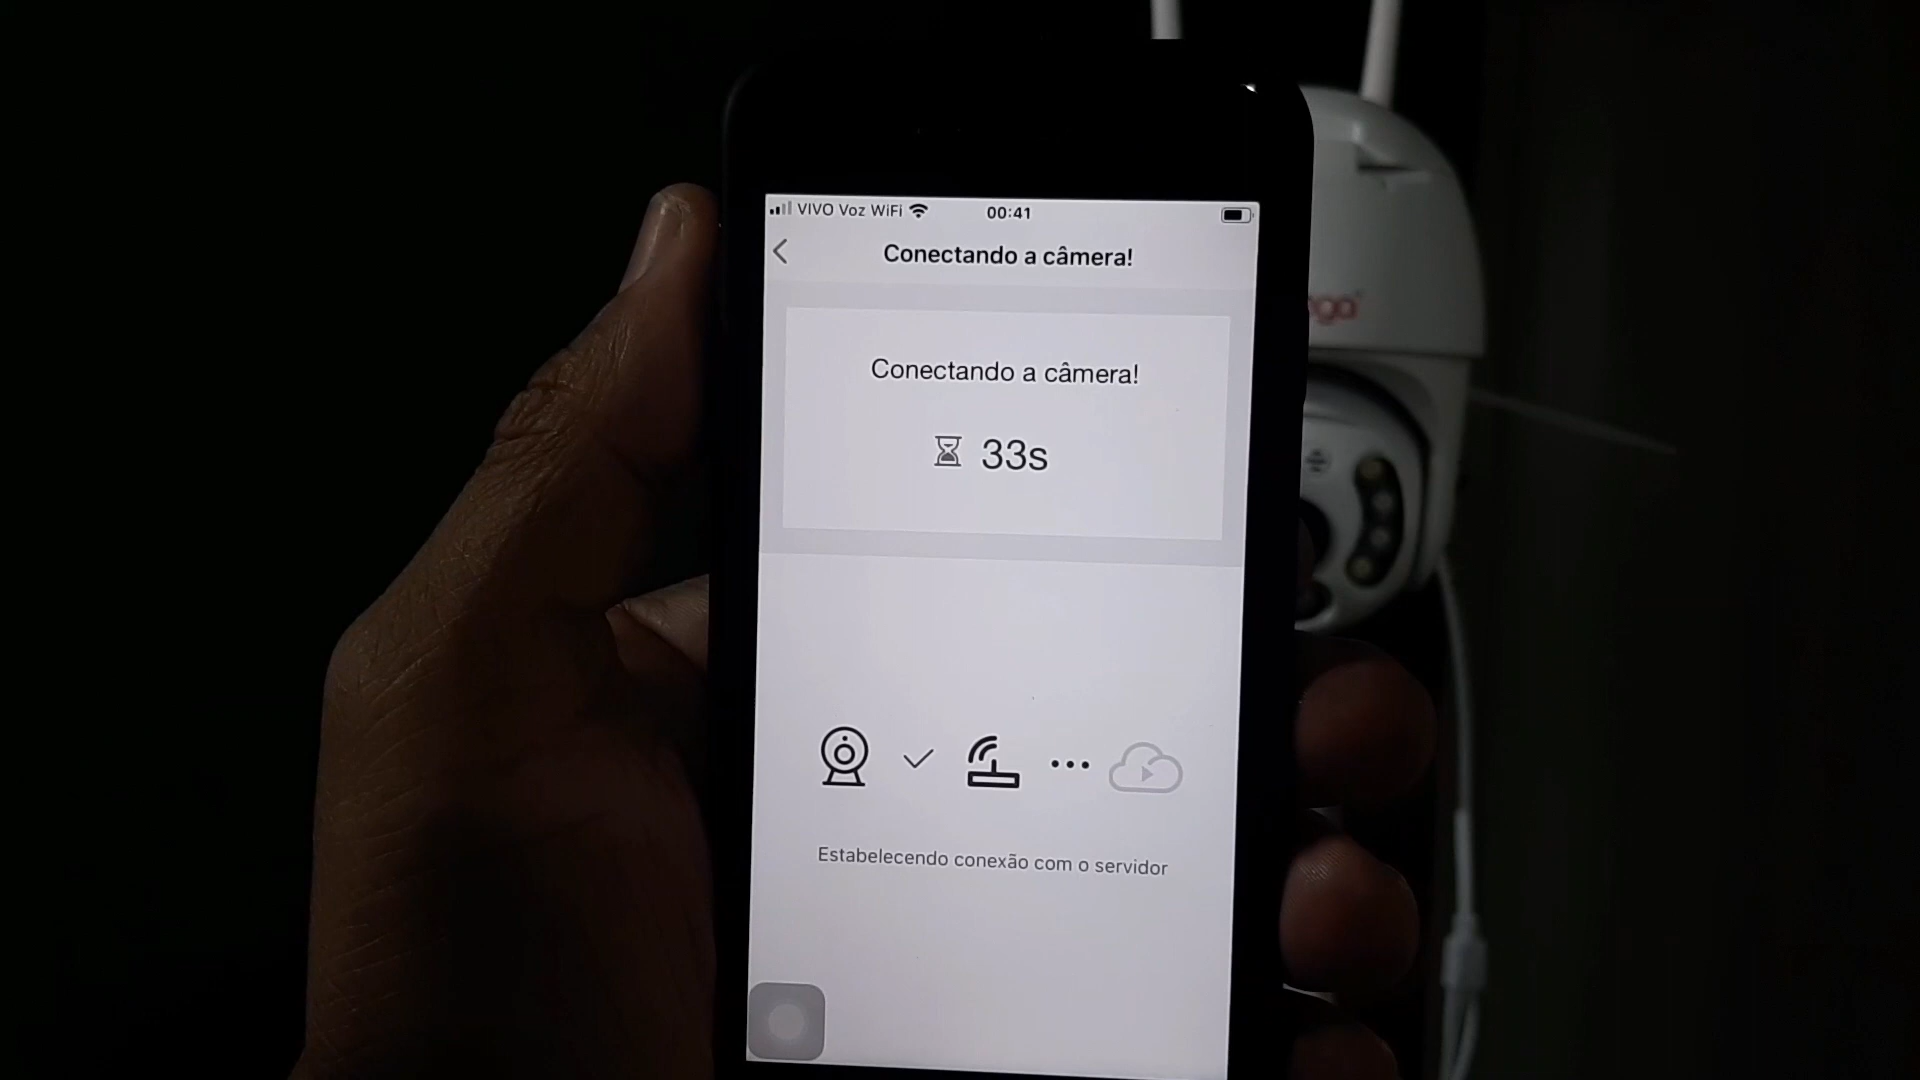 VIVO Voz WiFi 00:41
Conectando a câmera!
Conectando a câmera!
33s
Estabelecendo conexão com o servidor